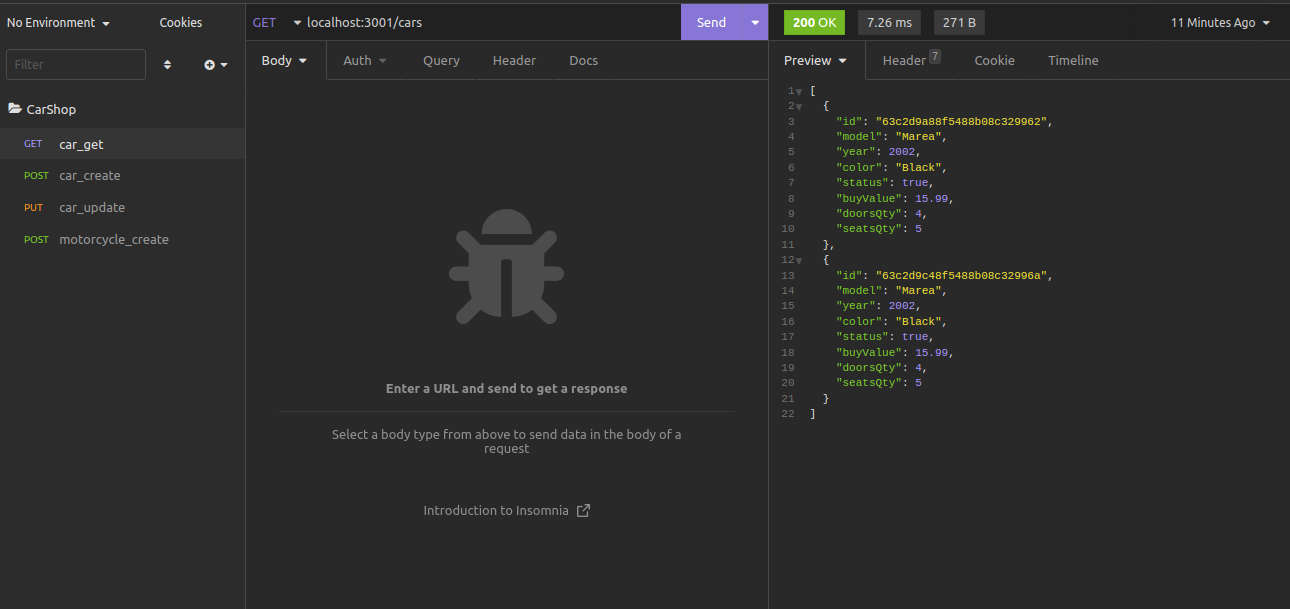 No Environment Cookies
Filter
CarShop
GET car_get
POST car_create
PUT car_update
POST motorcycle_create
GET localhost:3001/cars Send
Body Auth Query Header Docs
Enter a URL and send to get a response
Select a body type from above to send data in the body of a
request
Introduction to Insomnia
200 OK 7.26 ms 271 B 11 Minutes Ago
Preview Header 7 Cookie Timeline
1 [
2 {
3 "id": "63c2d9a88f5488b08c329962",
4 "model": "Marea",
5 "year": 2002,
6 "color": "Black",
7 "status": true,
8 "buyValue": 15.99,
9 "doorsQty": 4,
10 "seatsQty": 5
11 },
12 {
13 "id": "63c2d9c48f5488b08c32996a",
14 "model": "Marea",
15 "year": 2002,
16 "color": "Black",
17 "status": true,
18 "buyValue": 15.99,
19 "doorsQty": 4,
20 "seatsQty": 5
21 }
22 ]